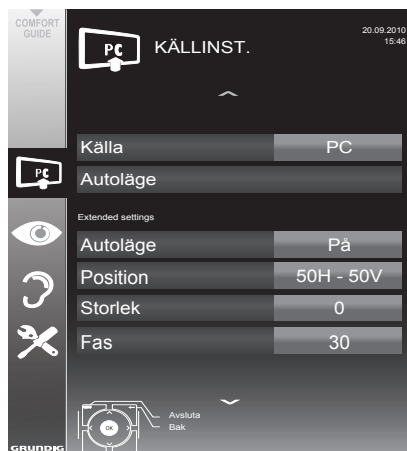 COMFORT
GUIDE
PC
KÄLLINST.
20.09.2010
15:46
Källa PC
PC
Autoläge
Extended settings
Autoläge På
Position 50H - 50V
Storlek 0
Fas 30
Avsluta
Bak
OK
GRUNDIG